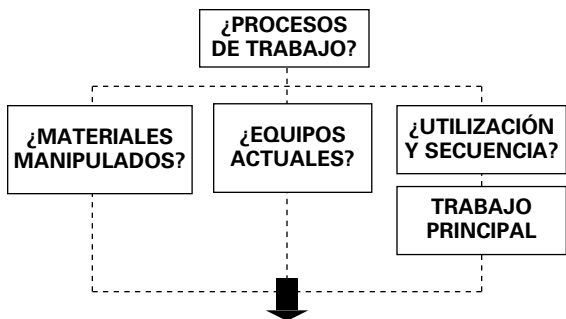 ¿PROCESOS
DE TRABAJO?
¿MATERIALES
MANIPULADOS?
¿EQUIPOS
ACTUALES?
¿UTILIZACIÓN
Y SECUENCIA?
TRABAJO
PRINCIPAL